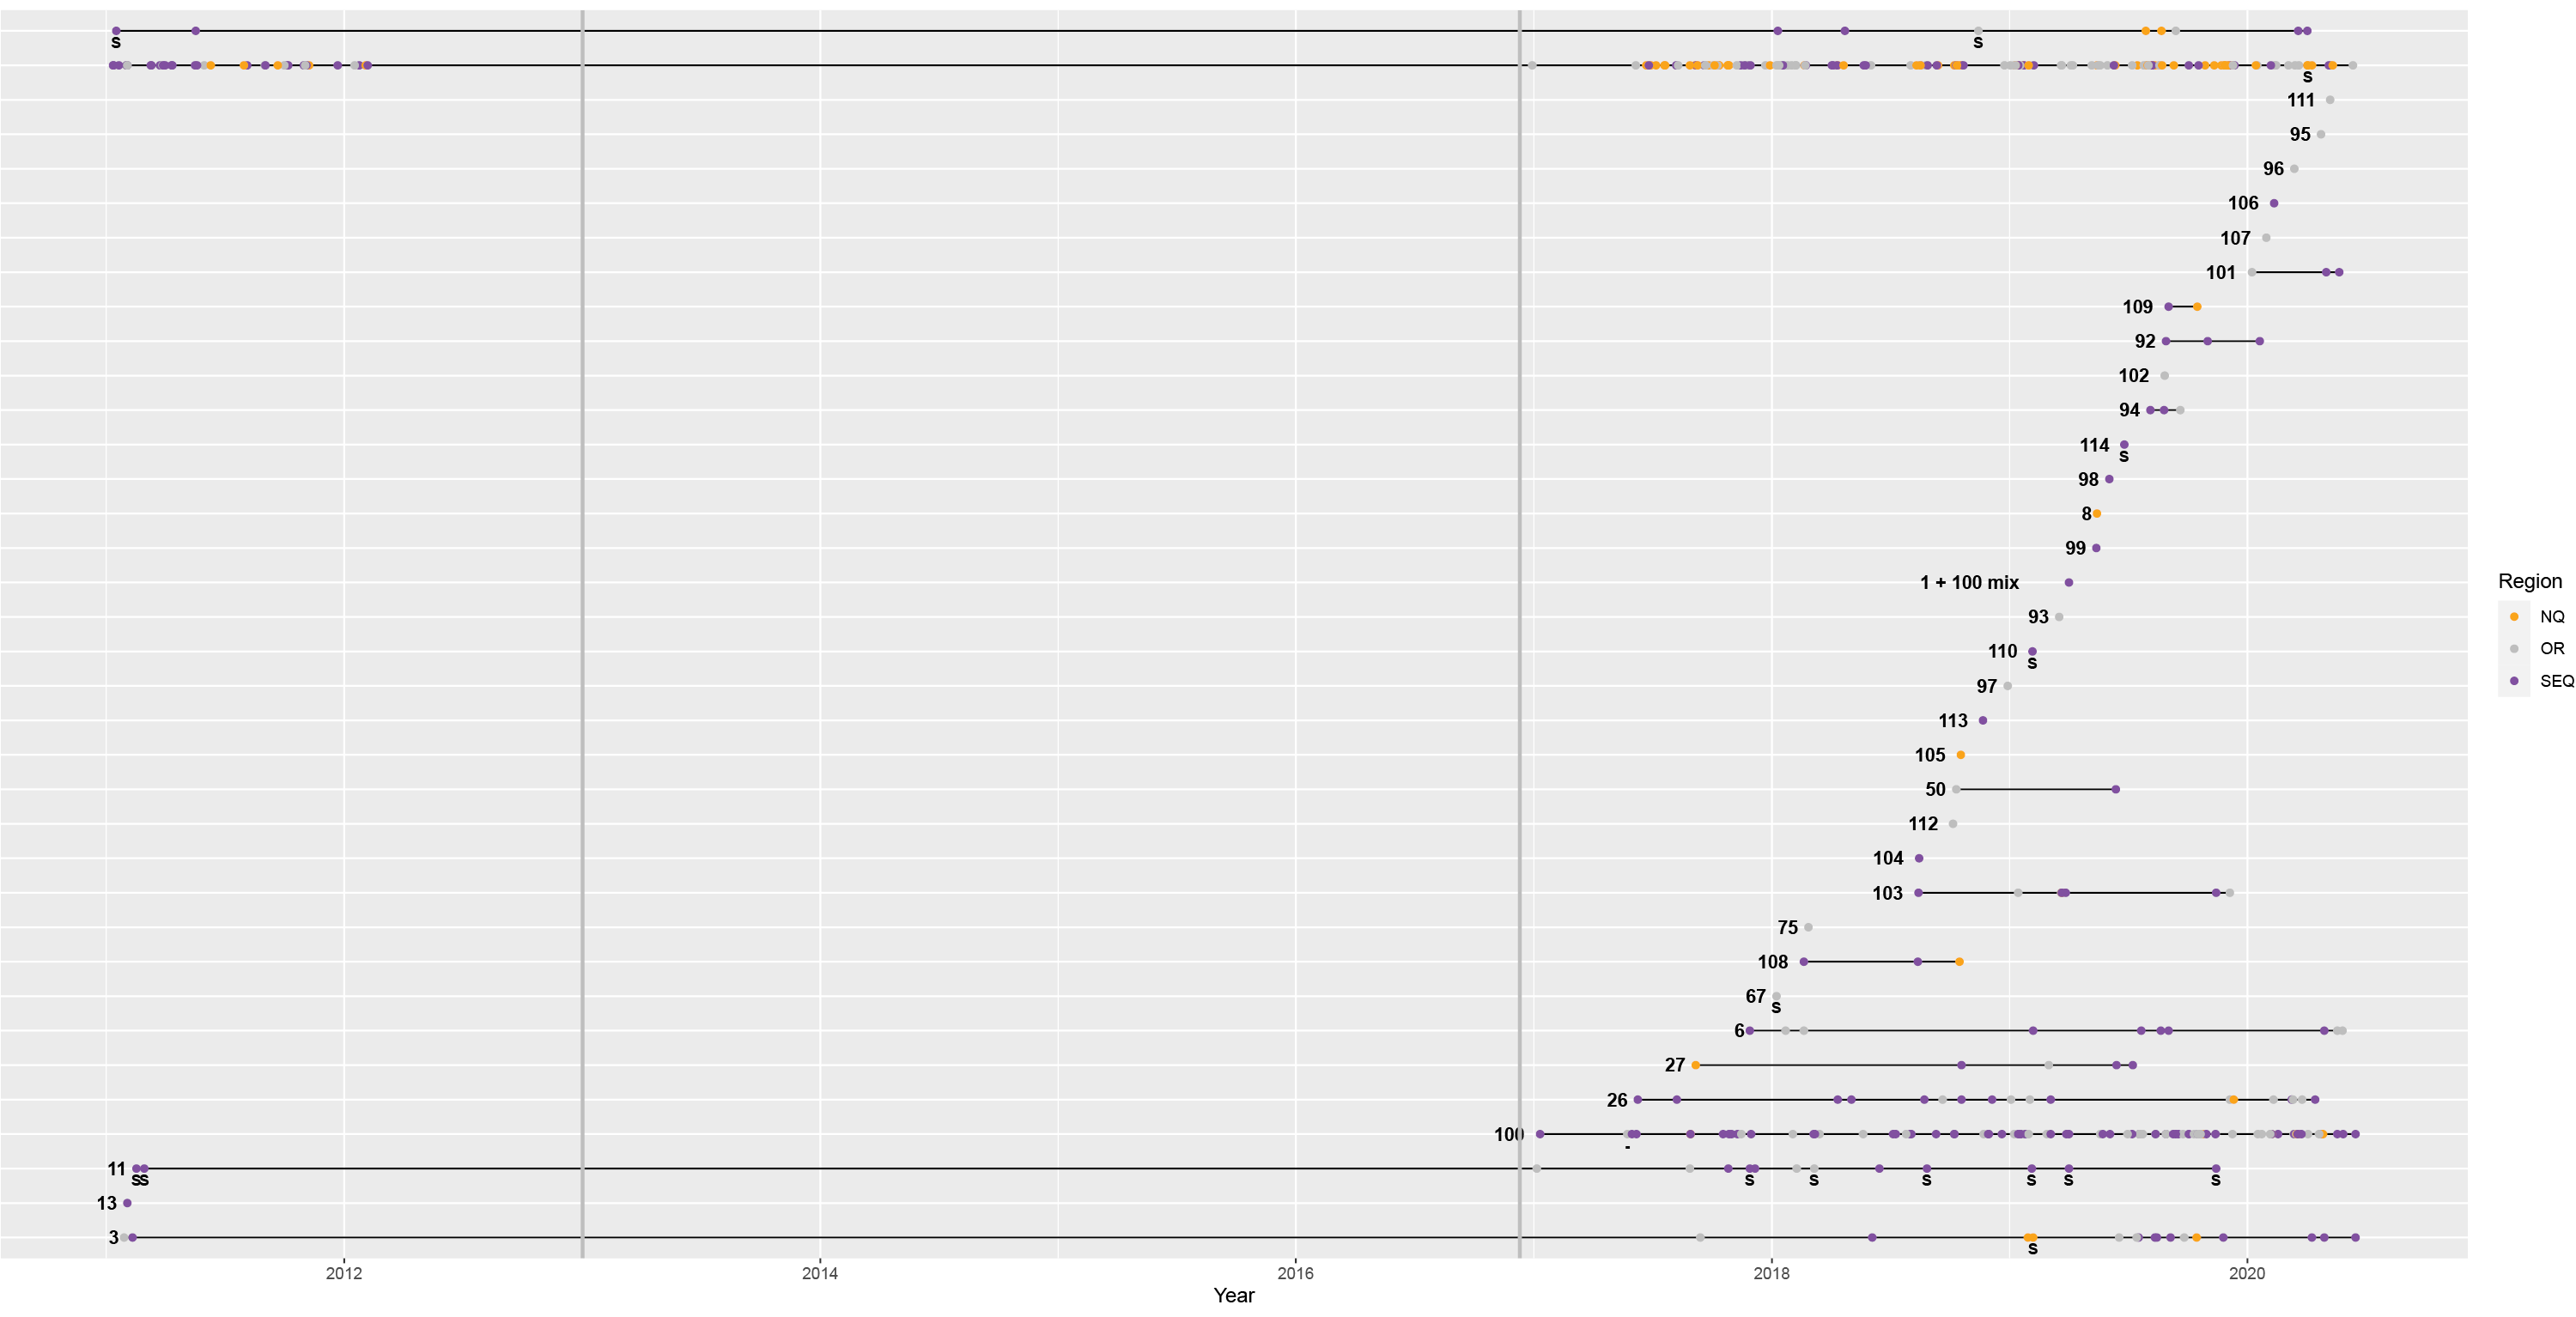 s
s
s
111
95
96
106
107
101
109
92
102
94
114
s
98
8
99
1 + 100 mix
93
110
s
97
113
105
50
112
104
103
75
108
67
s
6
27
26
100
-
11
ss
s
s
s
s
s
s
13
3
s
2012
2014
2016
2018
2020
Year
Region
NQ
OR
SEQ